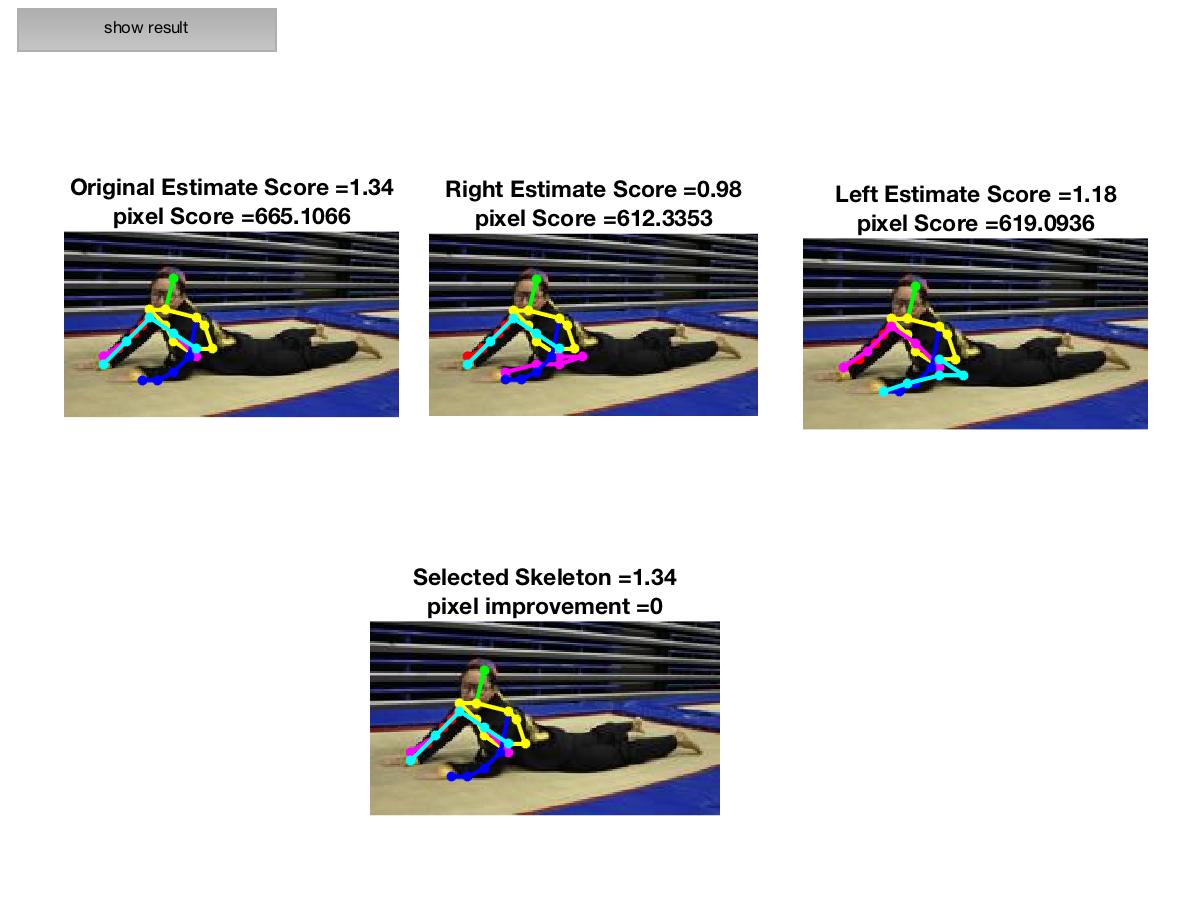 show result
Original Estimate Score =1.34
pixel Score =665.1066
Right Estimate Score =0.98
pixel Score =612.3353
Left Estimate Score =1.18
pixel Score =619.0936
Selected Skeleton =1.34
pixel improvement =0